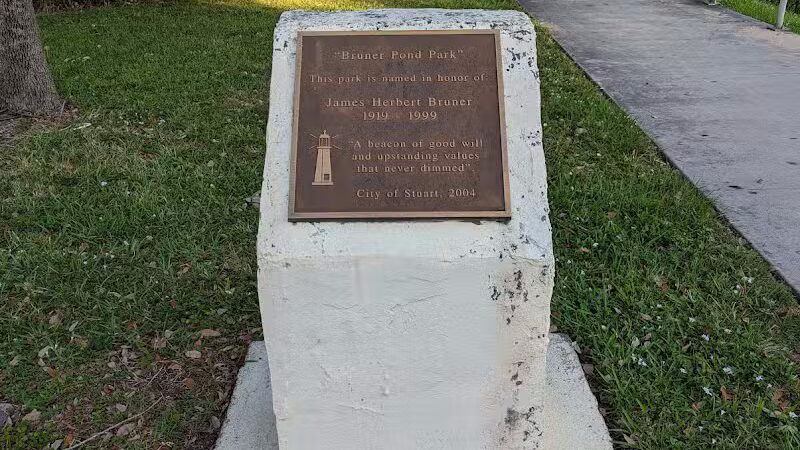 "Bruner Pond Park"
This park is named in honor of
James Herbert Bruner
1919 - 1999
"A beacon of good will
and upstanding values
that never dimmed"
City of Stuart, 2004